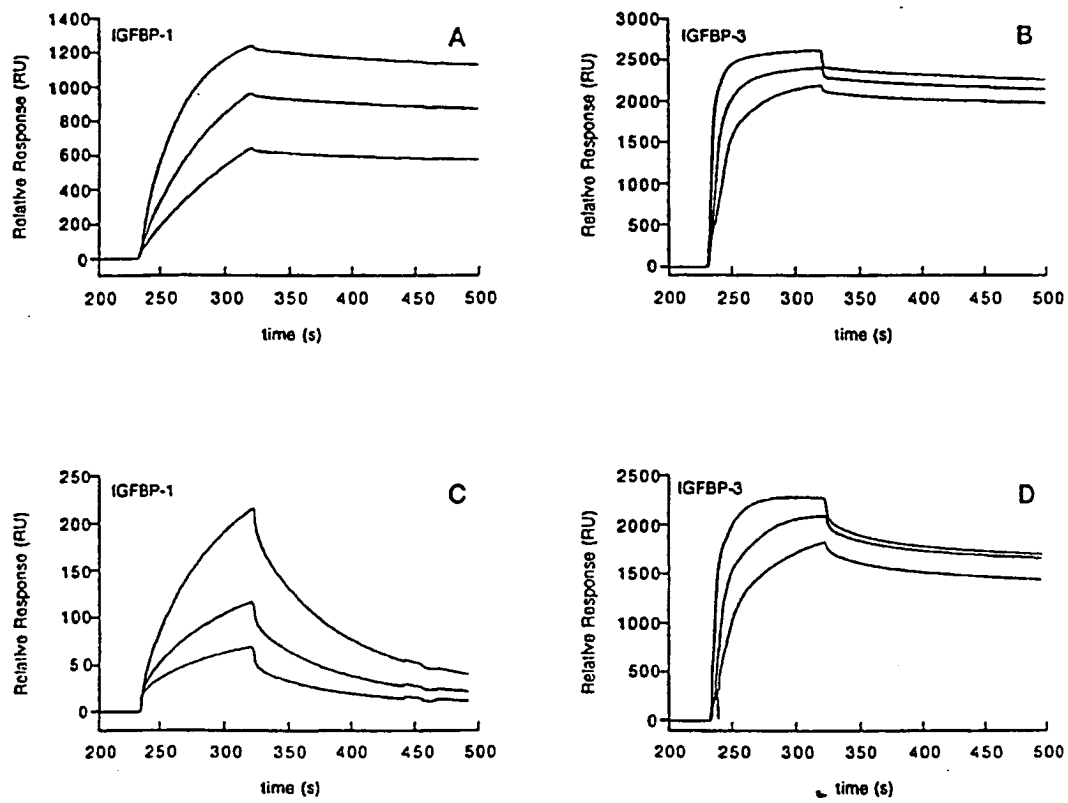 IGFBP-1
A
Relative Response (RU)
1400
1200
1000
800
600
400
200
0
200 250 300 350 400 450 500
time (s)
IGFBP-3
B
Relative Response (RU)
3000
2500
2000
1500
1000
500
0
200 250 300 350 400 450 500
time (s)
IGFBP-1
C
Relative Response (RU)
250
200
150
100
50
0
200 250 300 350 400 450 500
time (s)
IGFBP-3
D
Relative Response (RU)
2500
2000
1500
1000
500
0
200 250 300 350 400 450 500
time (s)